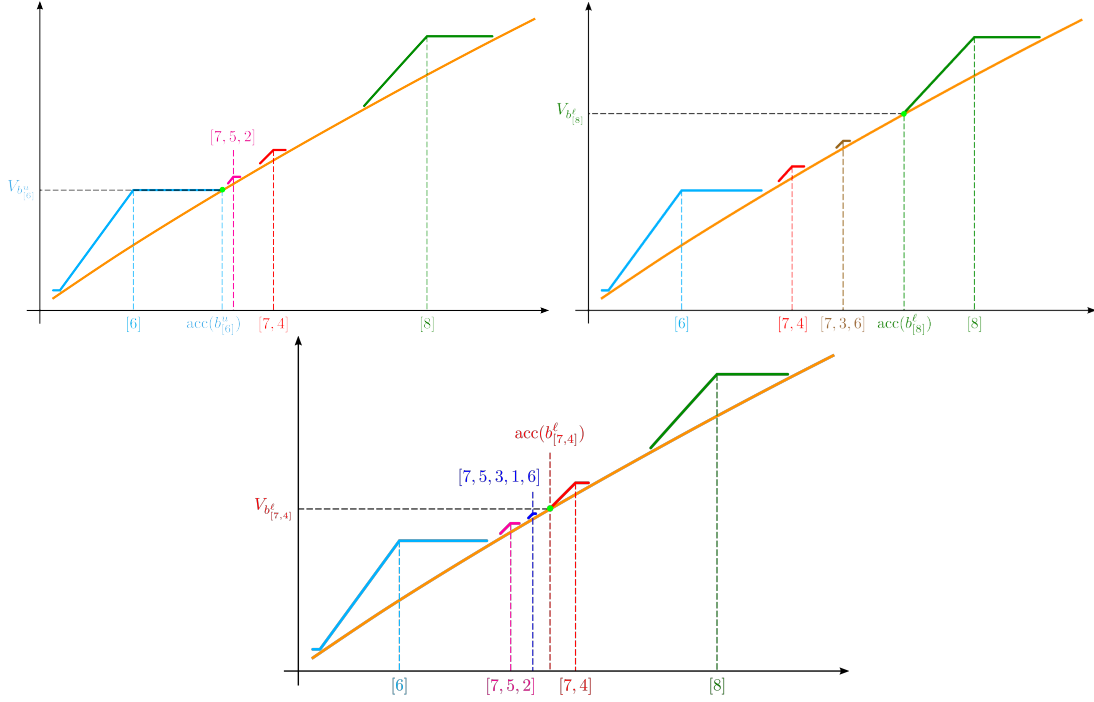 [7, 5, 2]
V_{b^u_{[6]}}
[6]
acc(b^u_{[6]})
[7, 4]
[8]
V_{b^ℓ_{[8]}}
[6]
[7, 4]
[7, 3, 6]
acc(b^ℓ_{[8]})
[8]
acc(b^ℓ_{[7,4]})
[7, 5, 3, 1, 6]
V_{b^ℓ_{[7,4]}}
[6]
[7, 5, 2]
[7, 4]
[8]